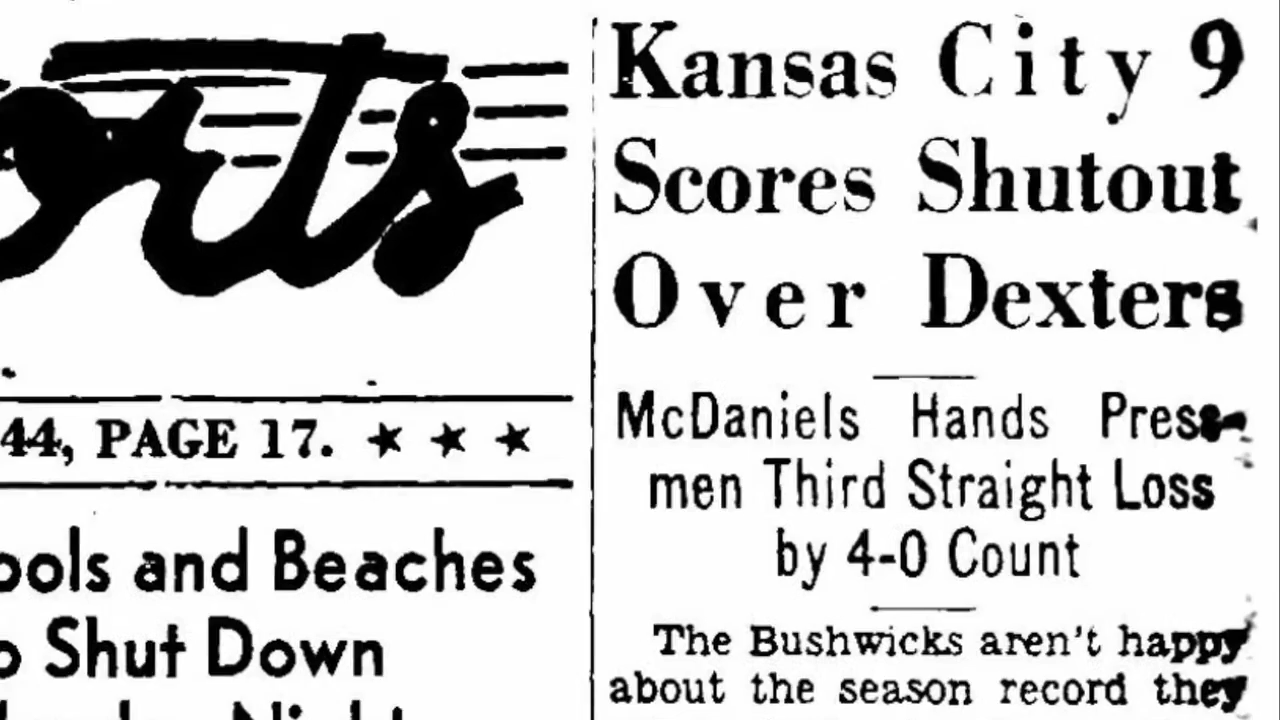 orts
44, PAGE 17. ★ ★ ★
ools and Beaches
o Shut Down
Kansas City 9
Scores Shutout
Over Dexters
McDaniels Hands Press-
men Third Straight Loss
by 4-0 Count
The Bushwicks aren't happy
about the season record they